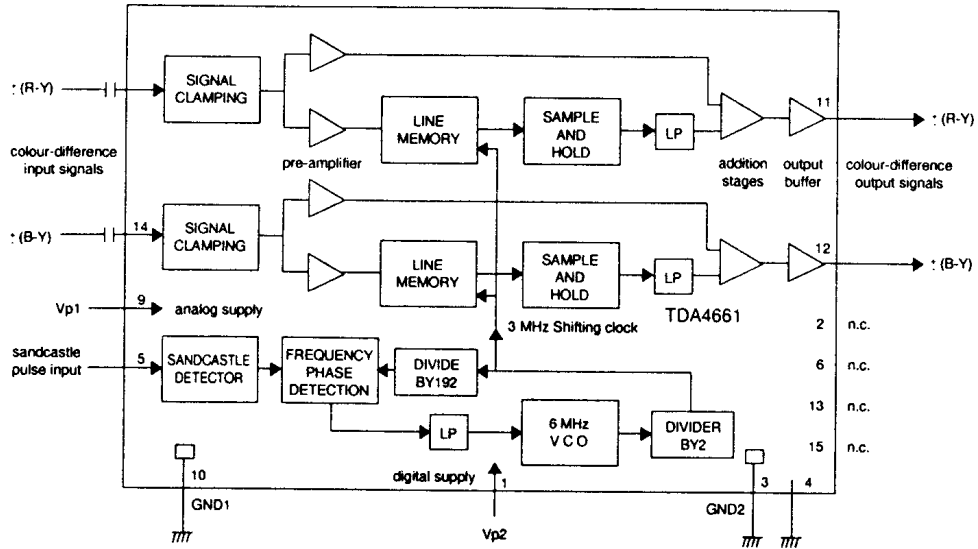 ± (R-Y)
SIGNAL
CLAMPING
LINE
MEMORY
SAMPLE
AND
HOLD
LP
11
± (R-Y)
colour-difference
input signals
pre-amplifier
addition
stages
output
buffer
colour-difference
output signals
± (B-Y)
14
SIGNAL
CLAMPING
LINE
MEMORY
SAMPLE
AND
HOLD
LP
12
± (B-Y)
Vp1
9
analog supply
3 MHz Shifting clock
TDA4661
2 n.c.
sandcastle
pulse input
5
SANDCASTLE
DETECTOR
FREQUENCY
PHASE
DETECTION
DIVIDE
BY192
6 n.c.
13 n.c.
LP
6 MHz
V C O
DIVIDER
BY2
15 n.c.
10
GND1
digital supply
1
Vp2
GND2
3
4